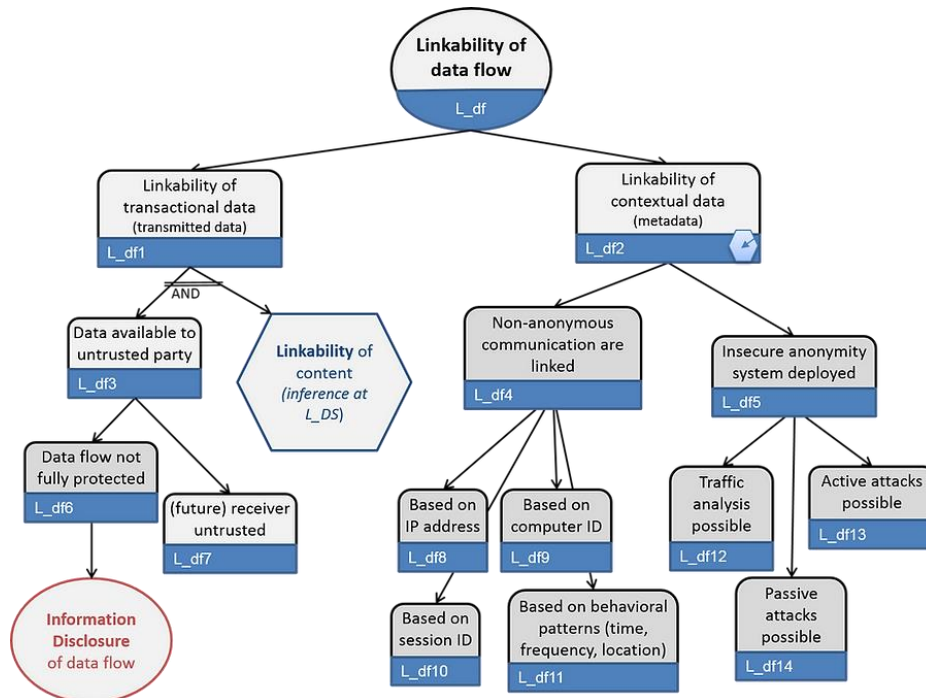 Linkability of
data flow
L_df
Linkability of
transactional data
(transmitted data)
L_df1
Linkability of
contextual data
(metadata)
L_df2
AND
Data available to
untrusted party
L_df3
Linkability of
content
(inference at
L_DS)
Non-anonymous
communication are
linked
L_df4
Insecure anonymity
system deployed
L_df5
Data flow not
fully protected
L_df6
(future) receiver
untrusted
L_df7
Based on
IP address
L_df8
Based on
computer ID
L_df9
Traffic
analysis
possible
L_df12
Active attacks
possible
L_df13
Information
Disclosure
of data flow
Based on
session ID
L_df10
Based on behavioral
patterns (time,
frequency, location)
L_df11
Passive
attacks
possible
L_df14